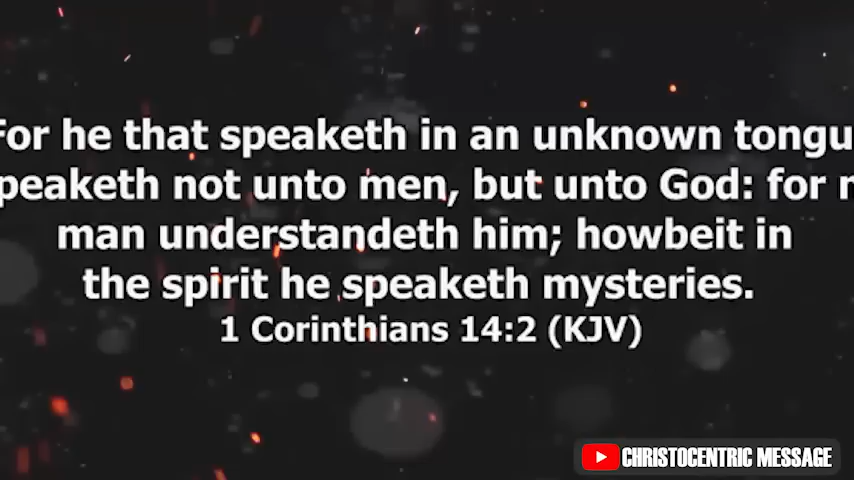 For he that speaketh in an unknown tongu
peaketh not unto men, but unto God: for n
man understandeth him; howbeit in
the spirit he speaketh mysteries.
1 Corinthians 14:2 (KJV)
CHRISTOCENTRIC MESSAGE